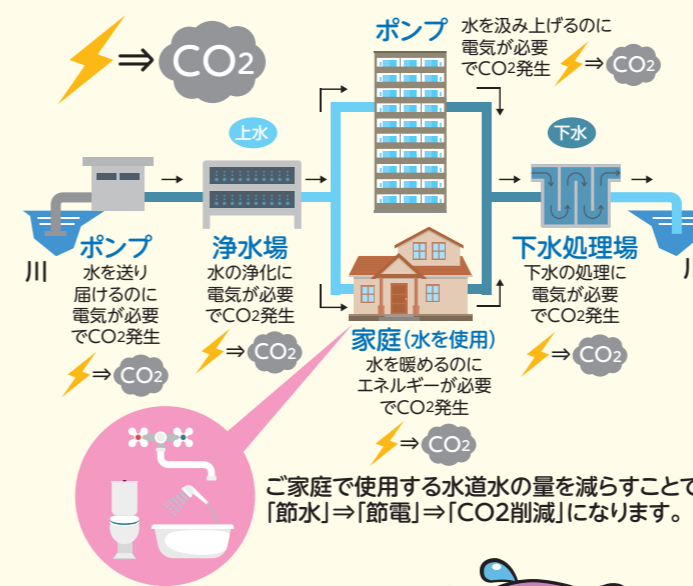 ⇒CO2
ポンプ
水を汲み上げるのに
電気が必要
でCO2発生
⇒CO2
上水
下水
川
ポンプ
水を送り
届けるのに
電気が必要
でCO2発生
⇒CO2
浄水場
水の浄化に
電気が必要
でCO2発生
⇒CO2
家庭(水を使用)
水を暖めるのに
エネルギーが必要
でCO2発生
⇒CO2
下水処理場
下水の処理に
電気が必要
でCO2発生
⇒CO2
ご家庭で使用する水道水の量を減らすことで
「節水」⇒「節電」⇒「CO2削減」になります。